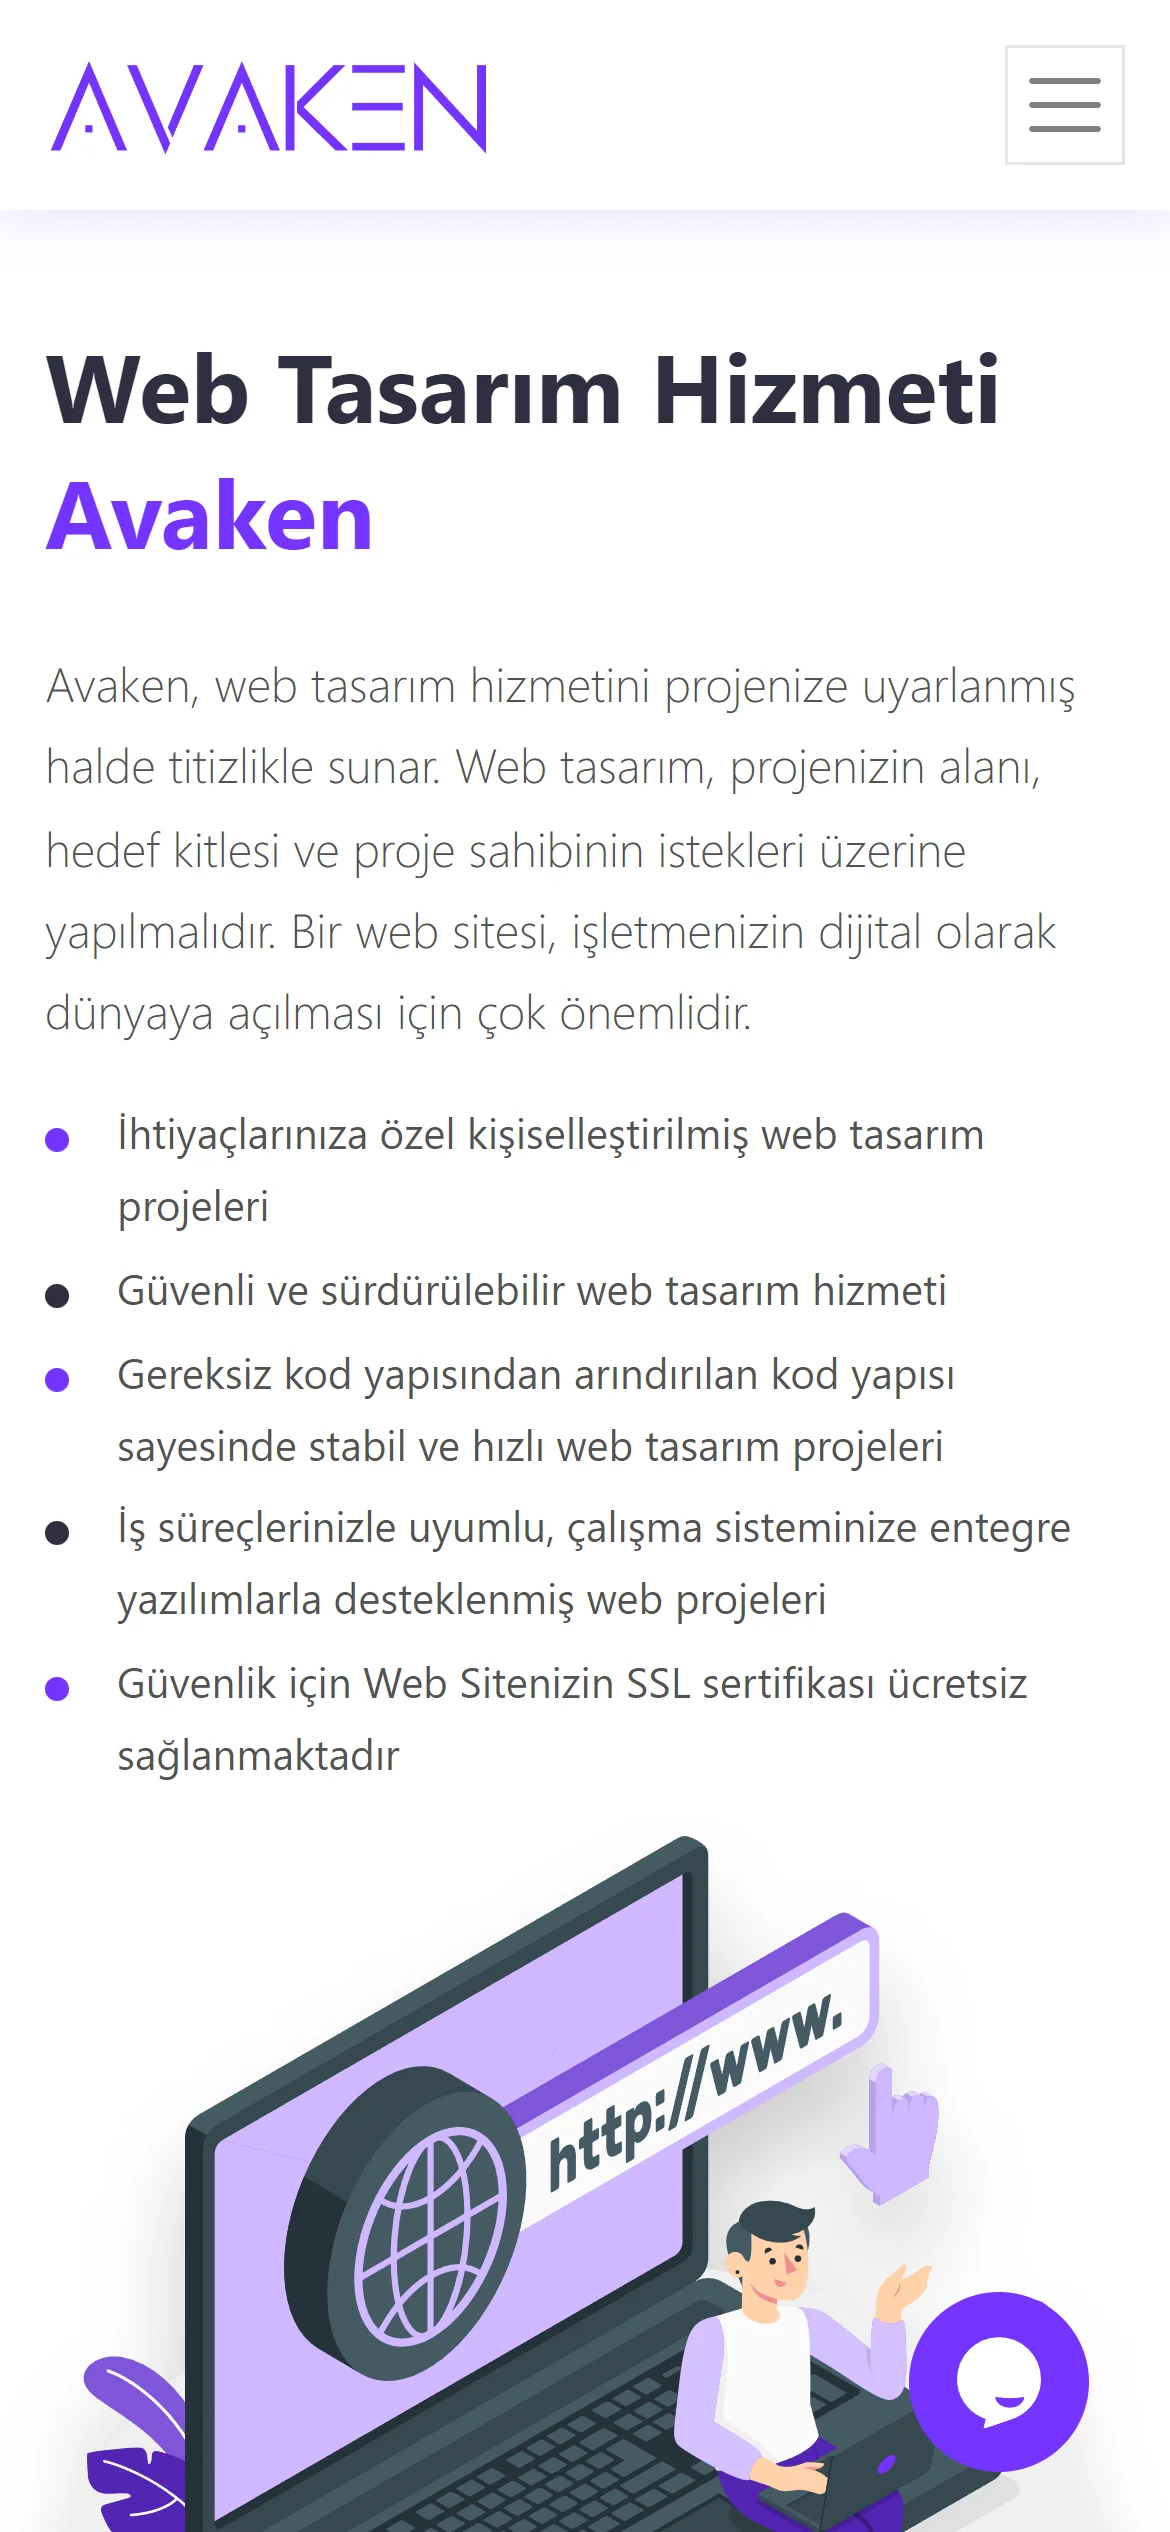 AVAKEN
Web Tasarım Hizmeti
Avaken
Avaken, web tasarım hizmetini projenize uyarlanmış
halde titizlikle sunar. Web tasarım, projenizin alanı,
hedef kitlesi ve proje sahibinin istekleri üzerine
yapılmalıdır. Bir web sitesi, işletmenizin dijital olarak
dünyaya açılması için çok önemlidir.
İhtiyaçlarınıza özel kişiselleştirilmiş web tasarım
projeleri
Güvenli ve sürdürülebilir web tasarım hizmeti
Gereksiz kod yapısından arındırılan kod yapısı
sayesinde stabil ve hızlı web tasarım projeleri
İş süreçlerinizle uyumlu, çalışma sisteminize entegre
yazılımlarla desteklenmiş web projeleri
Güvenlik için Web Sitenizin SSL sertifikası ücretsiz
sağlanmaktadır
http://www.